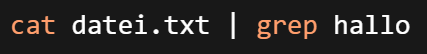 cat datei.txt | grep hallo